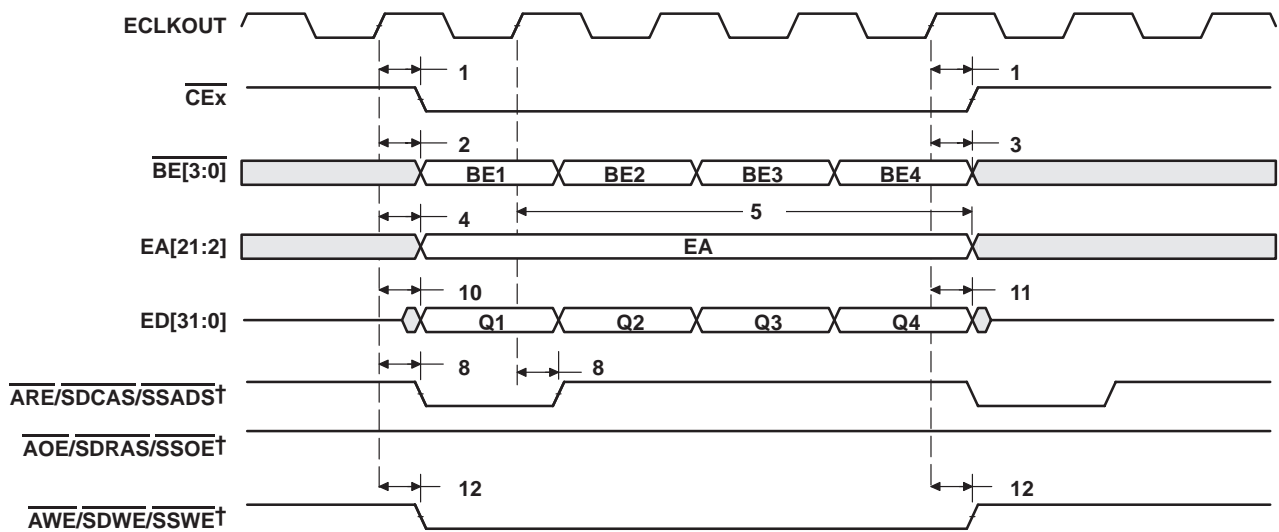 ECLKOUT
1 1
CEx
2 3
BE[3:0] BE1 BE2 BE3 BE4
4 5
EA[21:2] EA
10 11
ED[31:0] Q1 Q2 Q3 Q4
8 8
ARE/SDCAS/SSADS†
AOE/SDRAS/SSOE†
12 12
AWE/SDWE/SSWE†